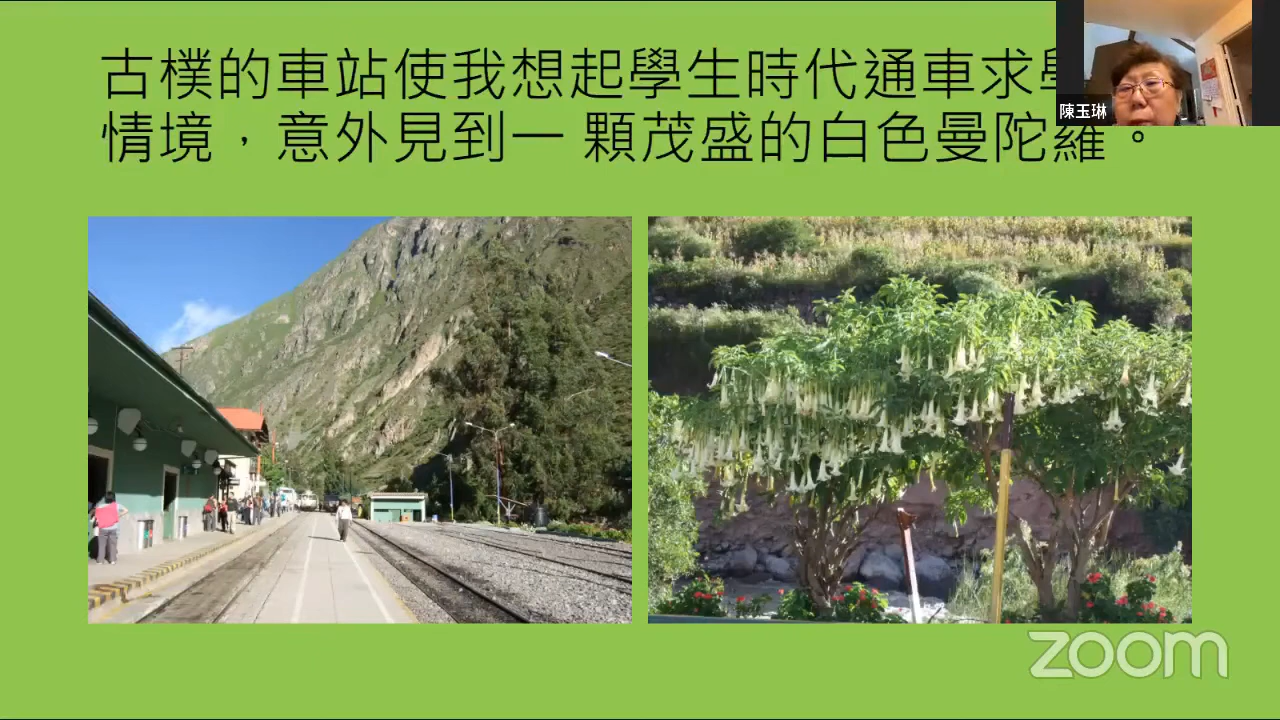 古樸的車站使我想起學生時代通車求學
情境，意外見到一 顆茂盛的白色曼陀羅。
陳玉琳
zoom